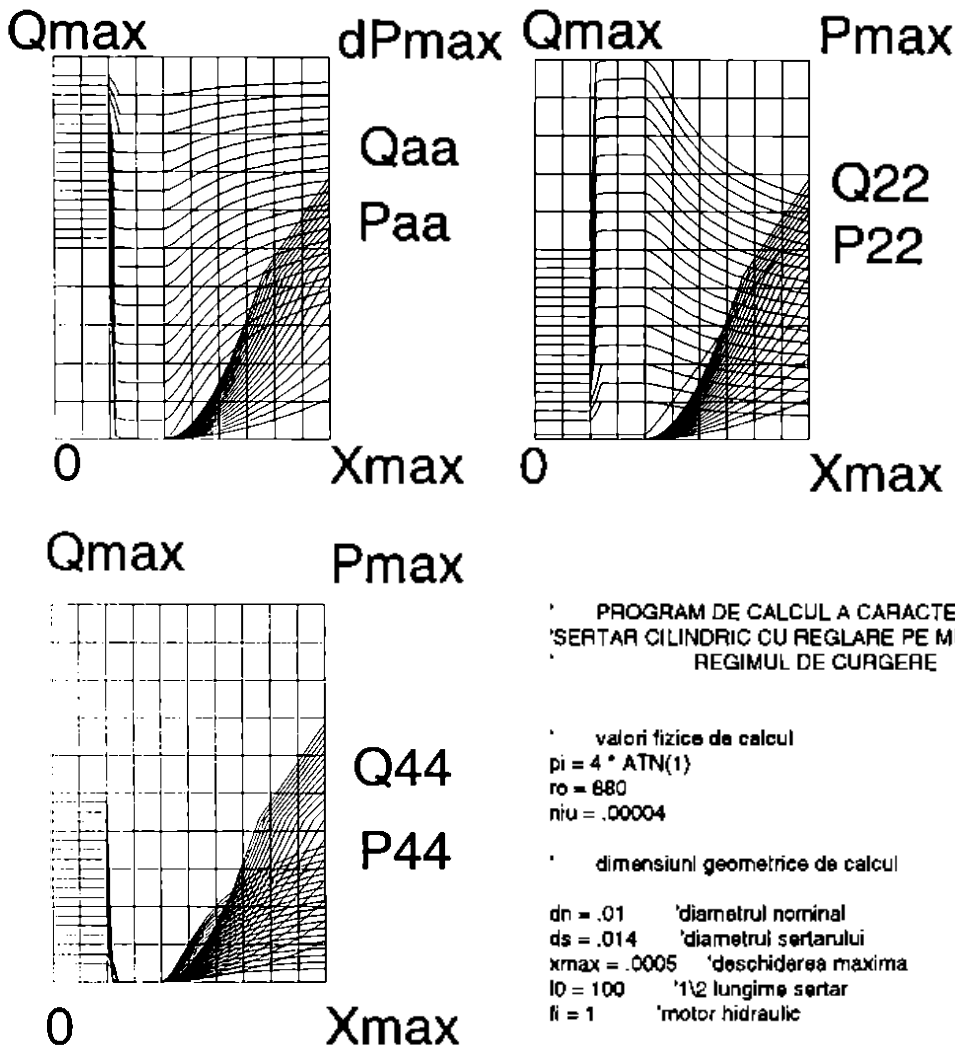 Qmax dPmax
Qaa
Paa
0 Xmax
Qmax Pmax
Q22
P22
0 Xmax
Qmax Pmax
Q44
P44
0 Xmax
' PROGRAM DE CALCUL A
'SERTAR CILINDRIC CU REGLARE PE
' REGIMUL DE CURGERE
' valori fizice de calcul
pi = 4 * ATN(1)
ro = 880
niu = .00004
' dimensiuni geometrice de calcul
dn = .01 'diametrul nominal
ds = .014 'diametrul sertarului
xmax = .0005 'deschiderea maxima
l0 = 100 '1\2 lungime sertar
fi = 1 'motor hidraulic